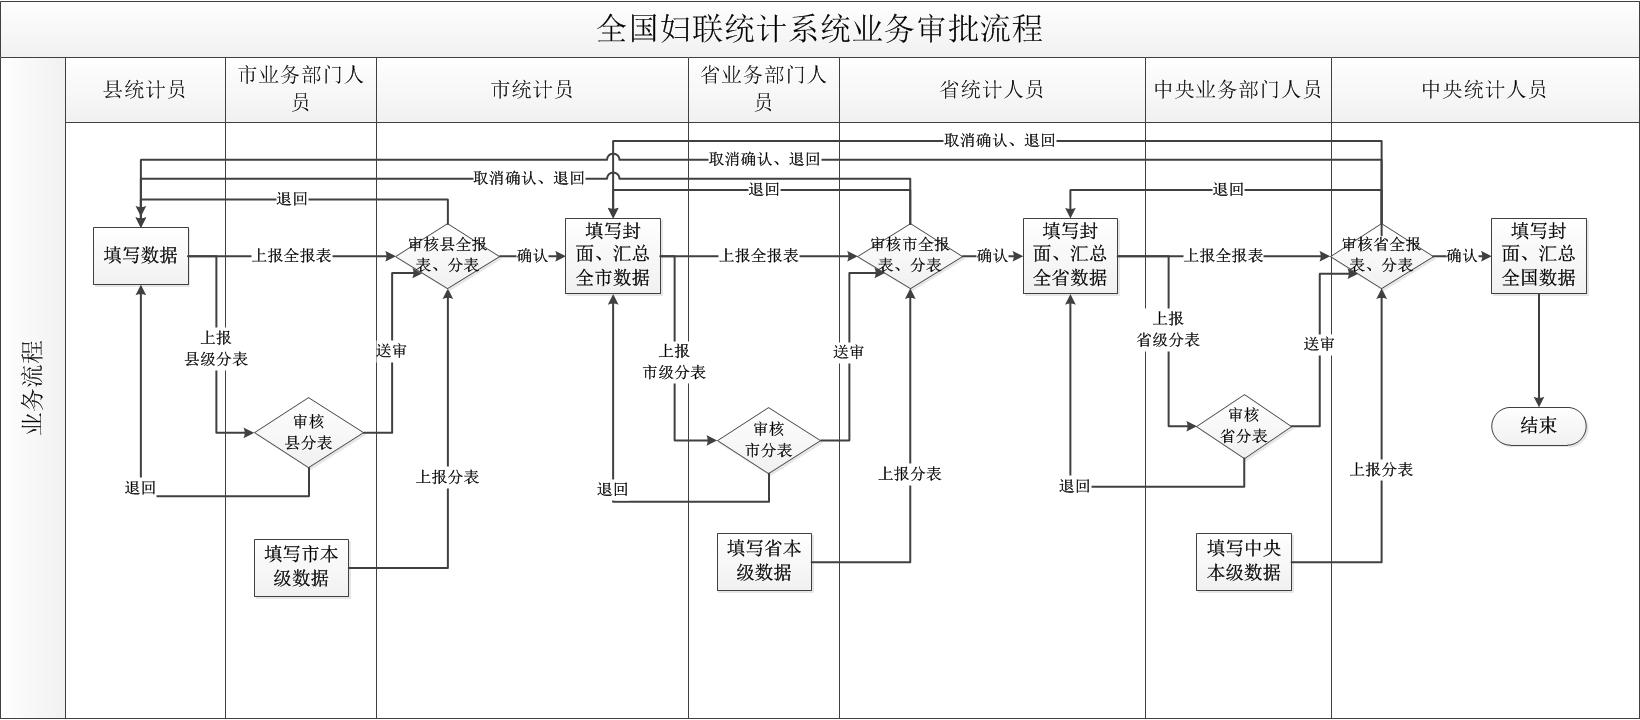 全国妇联统计系统业务审批流程
业务流程
县统计员
市业务部门人
员
市统计员
省业务部门人
员
省统计人员
中央业务部门人员
中央统计人员
取消确认、退回
取消确认、退回
取消确认、退回
退回
退回
退回
填写数据
上报全报表
审核县全报
表、分表
确认
填写封
面、汇总
全市数据
上报全报表
审核市全报
表、分表
确认
填写封
面、汇总
全省数据
上报全报表
审核省全报
表、分表
确认
填写封
面、汇总
全国数据
上报
县级分表
送审
上报
市级分表
送审
上报
省级分表
送审
审核
县分表
审核
市分表
审核
省分表
结束
退回
上报分表
退回
上报分表
退回
上报分表
填写市本
级数据
填写省本
级数据
填写中央
本级数据